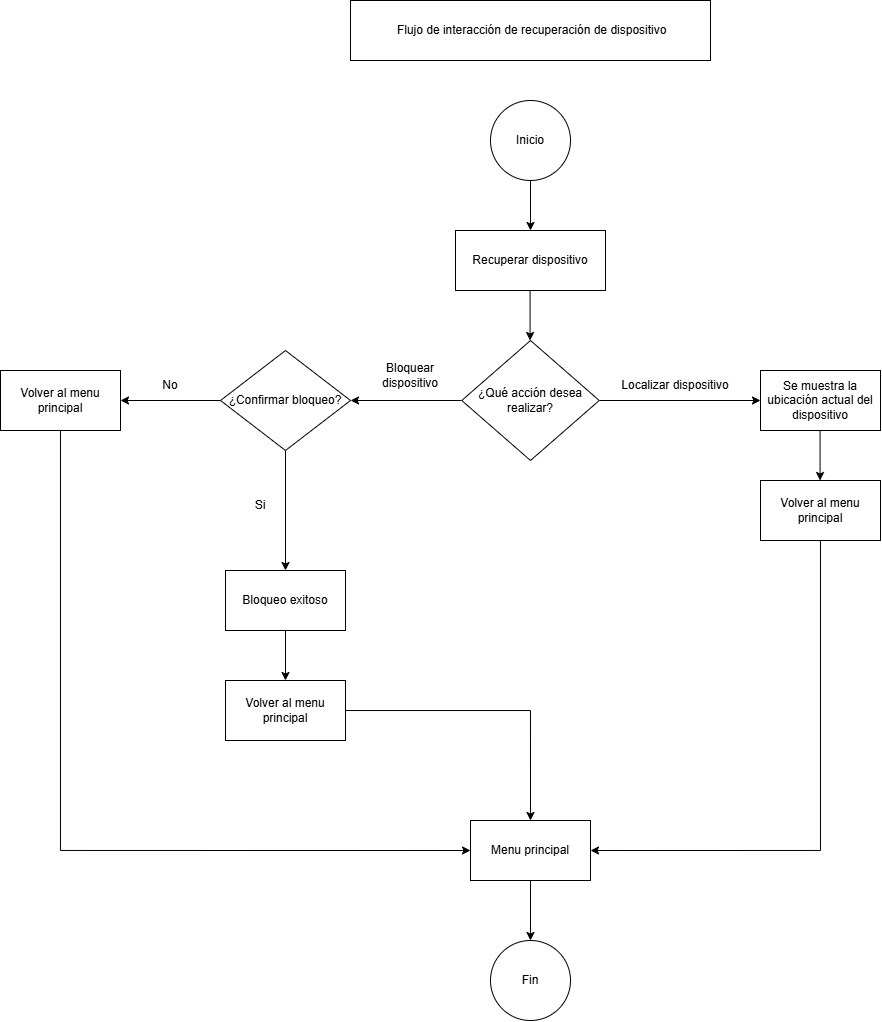 Flujo de interacción de recuperación de dispositivo
Inicio
Recuperar dispositivo
¿Qué acción desea
realizar?
Bloquear
dispositivo
Localizar dispositivo
¿Confirmar bloqueo?
No
Volver al menu
principal
Se muestra la
ubicación actual del
dispositivo
Volver al menu
principal
Si
Bloqueo exitoso
Volver al menu
principal
Menu principal
Fin